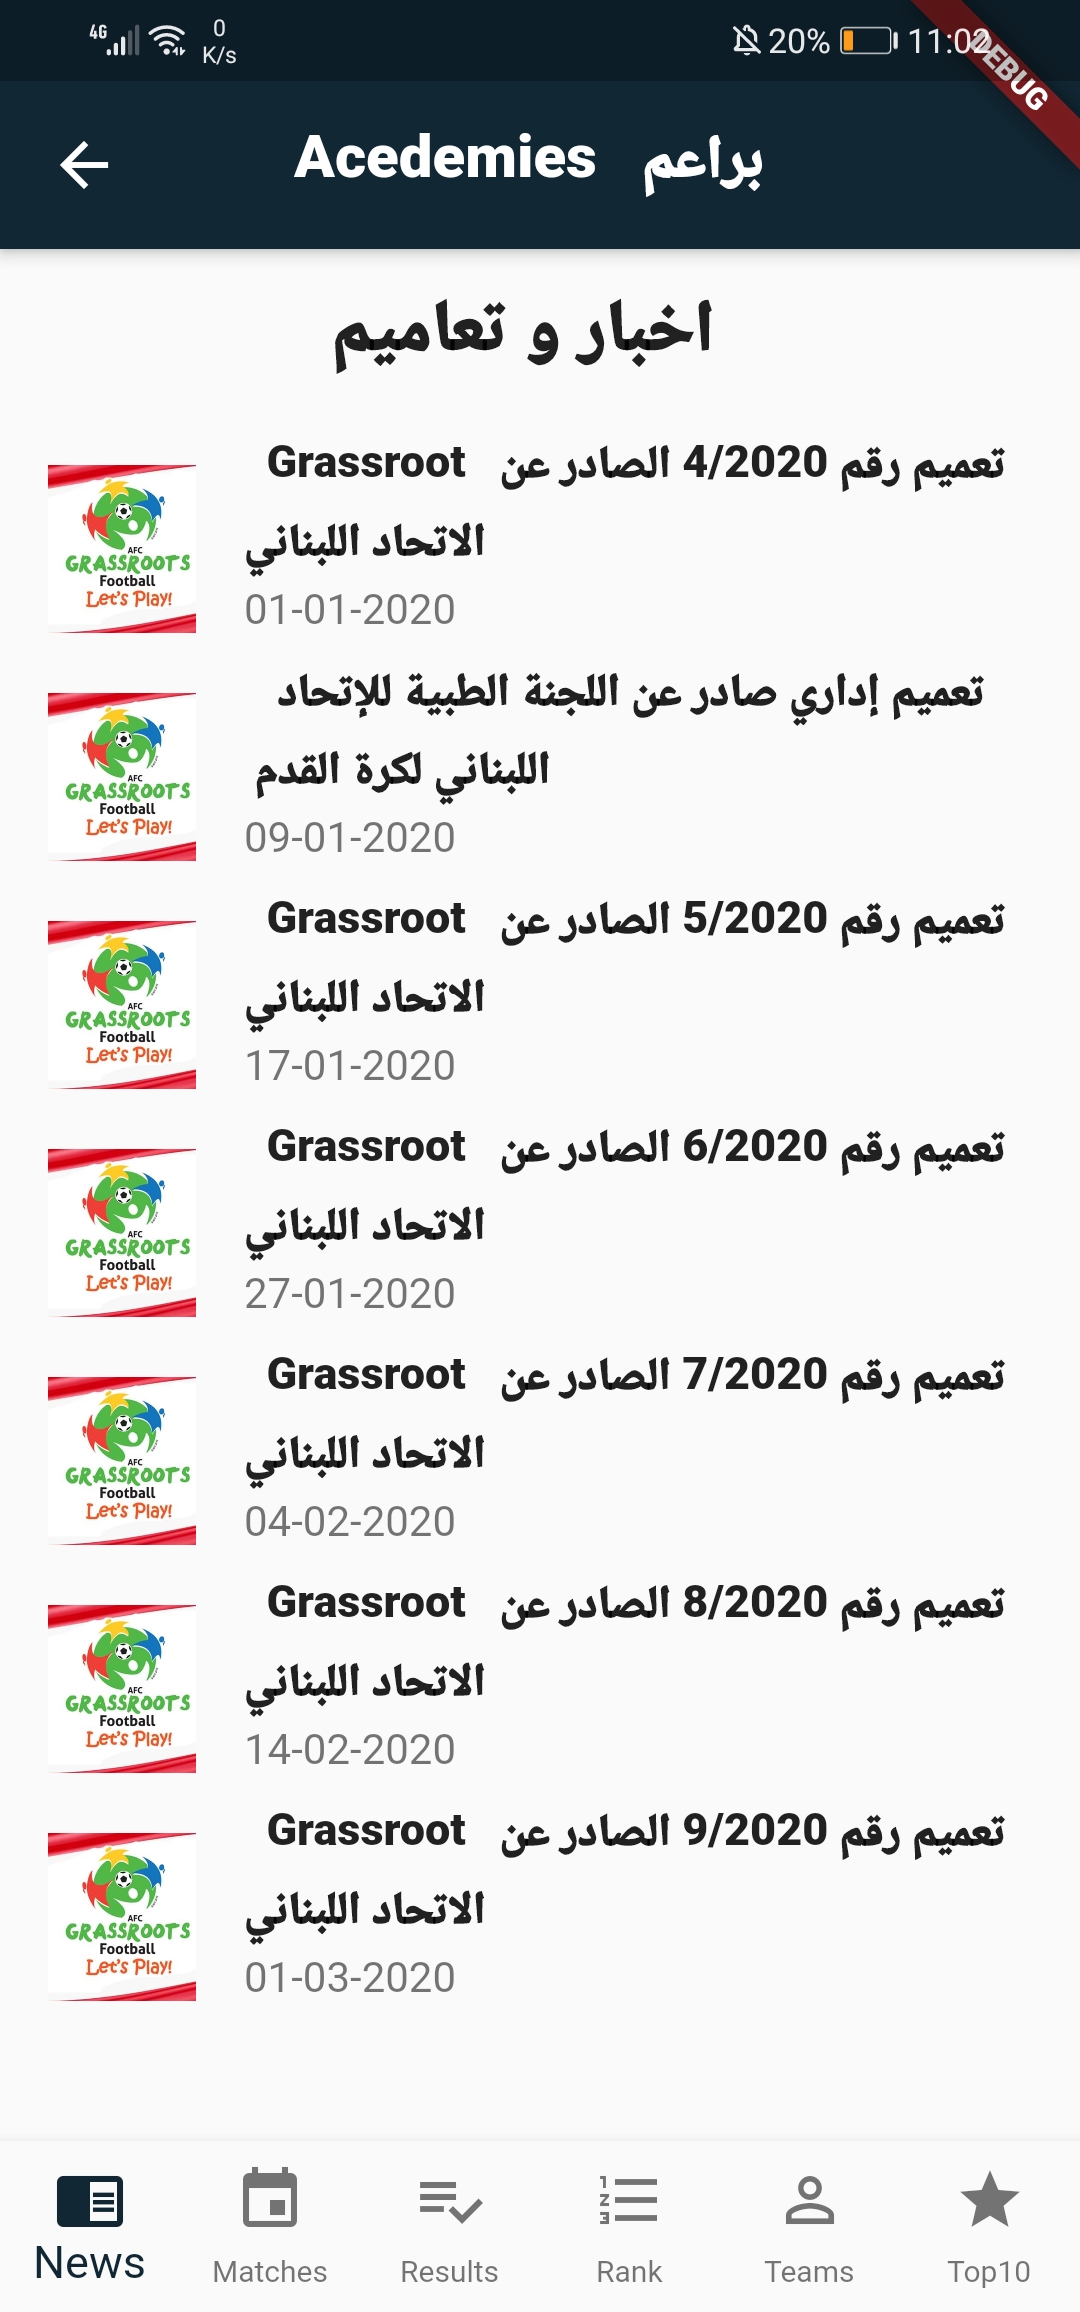 4G 0 K/s 20% 11:02
DEBUG
Acedemies براعم
اخبار و تعاميم
تعميم رقم 4/2020 الصادر عن Grassroot
الاتحاد اللبناني
01-01-2020
AFC
GRASSROOTS
Football
Let's Play!
تعميم إداري صادر عن اللجنة الطبية للإتحاد
اللبناني لكرة القدم
09-01-2020
AFC
GRASSROOTS
Football
Let's Play!
تعميم رقم 5/2020 الصادر عن Grassroot
الاتحاد اللبناني
17-01-2020
AFC
GRASSROOTS
Football
Let's Play!
تعميم رقم 6/2020 الصادر عن Grassroot
الاتحاد اللبناني
27-01-2020
AFC
GRASSROOTS
Football
Let's Play!
تعميم رقم 7/2020 الصادر عن Grassroot
الاتحاد اللبناني
04-02-2020
AFC
GRASSROOTS
Football
Let's Play!
تعميم رقم 8/2020 الصادر عن Grassroot
الاتحاد اللبناني
14-02-2020
AFC
GRASSROOTS
Football
Let's Play!
تعميم رقم 9/2020 الصادر عن Grassroot
الاتحاد اللبناني
01-03-2020
AFC
GRASSROOTS
Football
Let's Play!
News Matches Results Rank Teams Top10